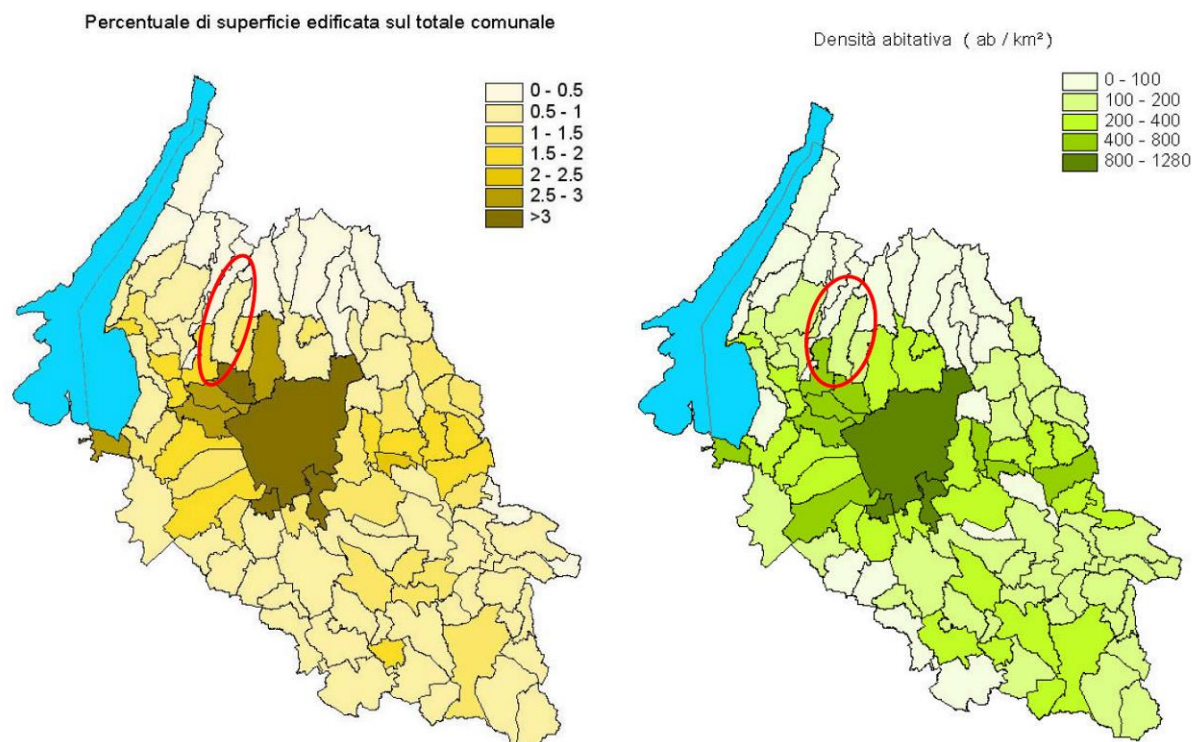 Percentuale di superficie edificata sul totale comunale
0 - 0.5
0.5 - 1
1 - 1.5
1.5 - 2
2 - 2.5
2.5 - 3
>3
Densità abitativa ( ab / km²)
0 - 100
100 - 200
200 - 400
400 - 800
800 - 1280